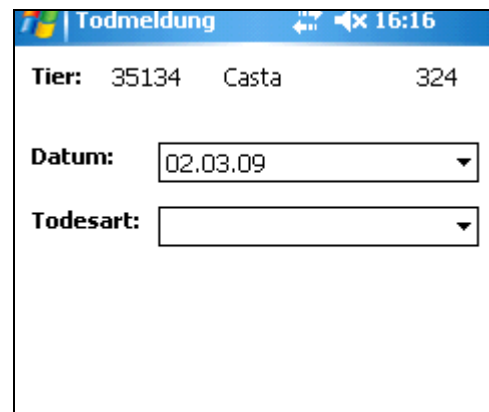 Todmeldung 16:16
Tier: 35134 Casta 324
Datum: 02.03.09
Todesart: